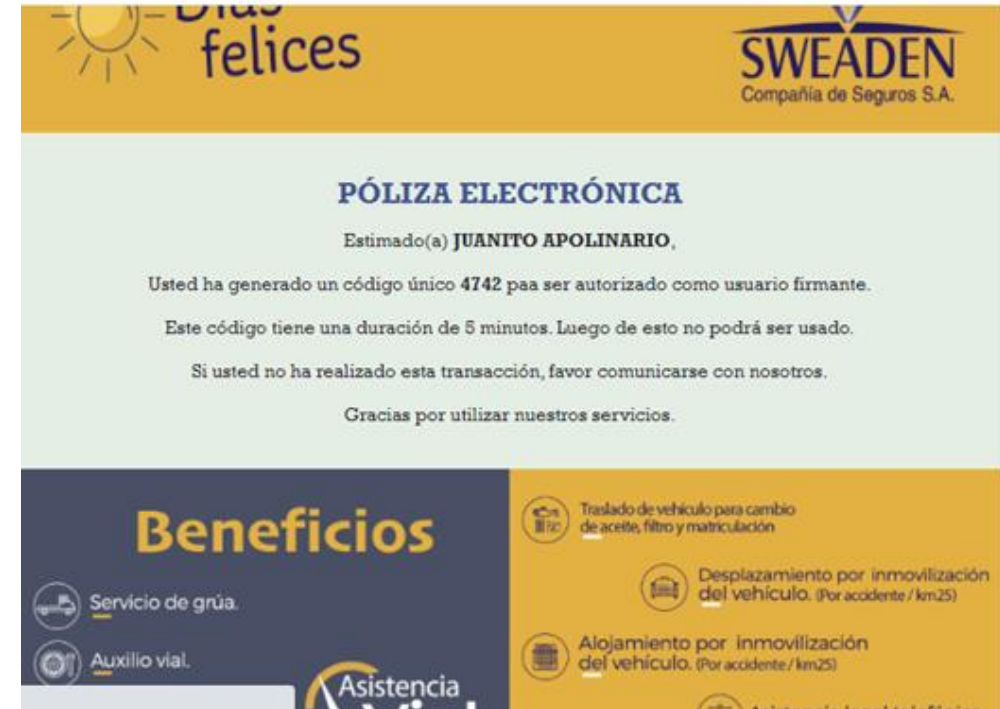 Días
felices
SWEADEN
Compañía de Seguros S.A.
PÓLIZA ELECTRÓNICA
Estimado(a) JUANITO APOLINARIO,
Usted ha generado un código único 4742 paa ser autorizado como usuario firmante.
Este código tiene una duración de 5 minutos. Luego de esto no podrá ser usado.
Si usted no ha realizado esta transacción, favor comunicarse con nosotros.
Gracias por utilizar nuestros servicios.
Beneficios
Servicio de grúa.
Auxilio vial.
Asistencia
Traslado de vehículo para cambio
de aceite, filtro y matriculación
Desplazamiento por inmovilización
del vehículo. (Por accidente / km25)
Alojamiento por inmovilización
del vehículo. (Por accidente / km25)